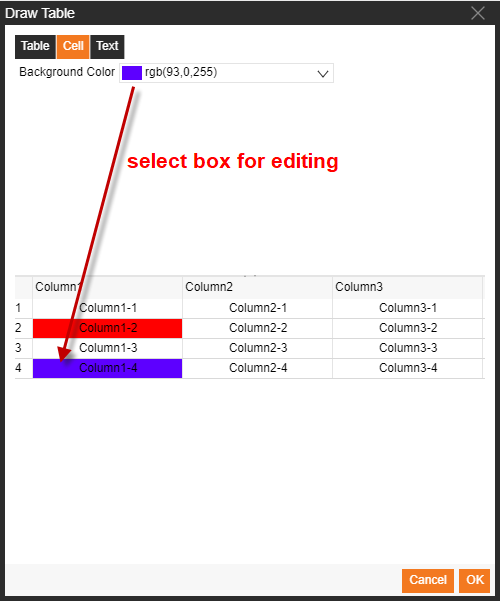 Draw Table
Table Cell Text
Background Color rgb(93,0,255)
select box for editing
Column1 Column2 Column3
1 Column1-1 Column2-1 Column3-1
2 Column1-2 Column2-2 Column3-2
3 Column1-3 Column2-3 Column3-3
4 Column1-4 Column2-4 Column3-4
Cancel OK